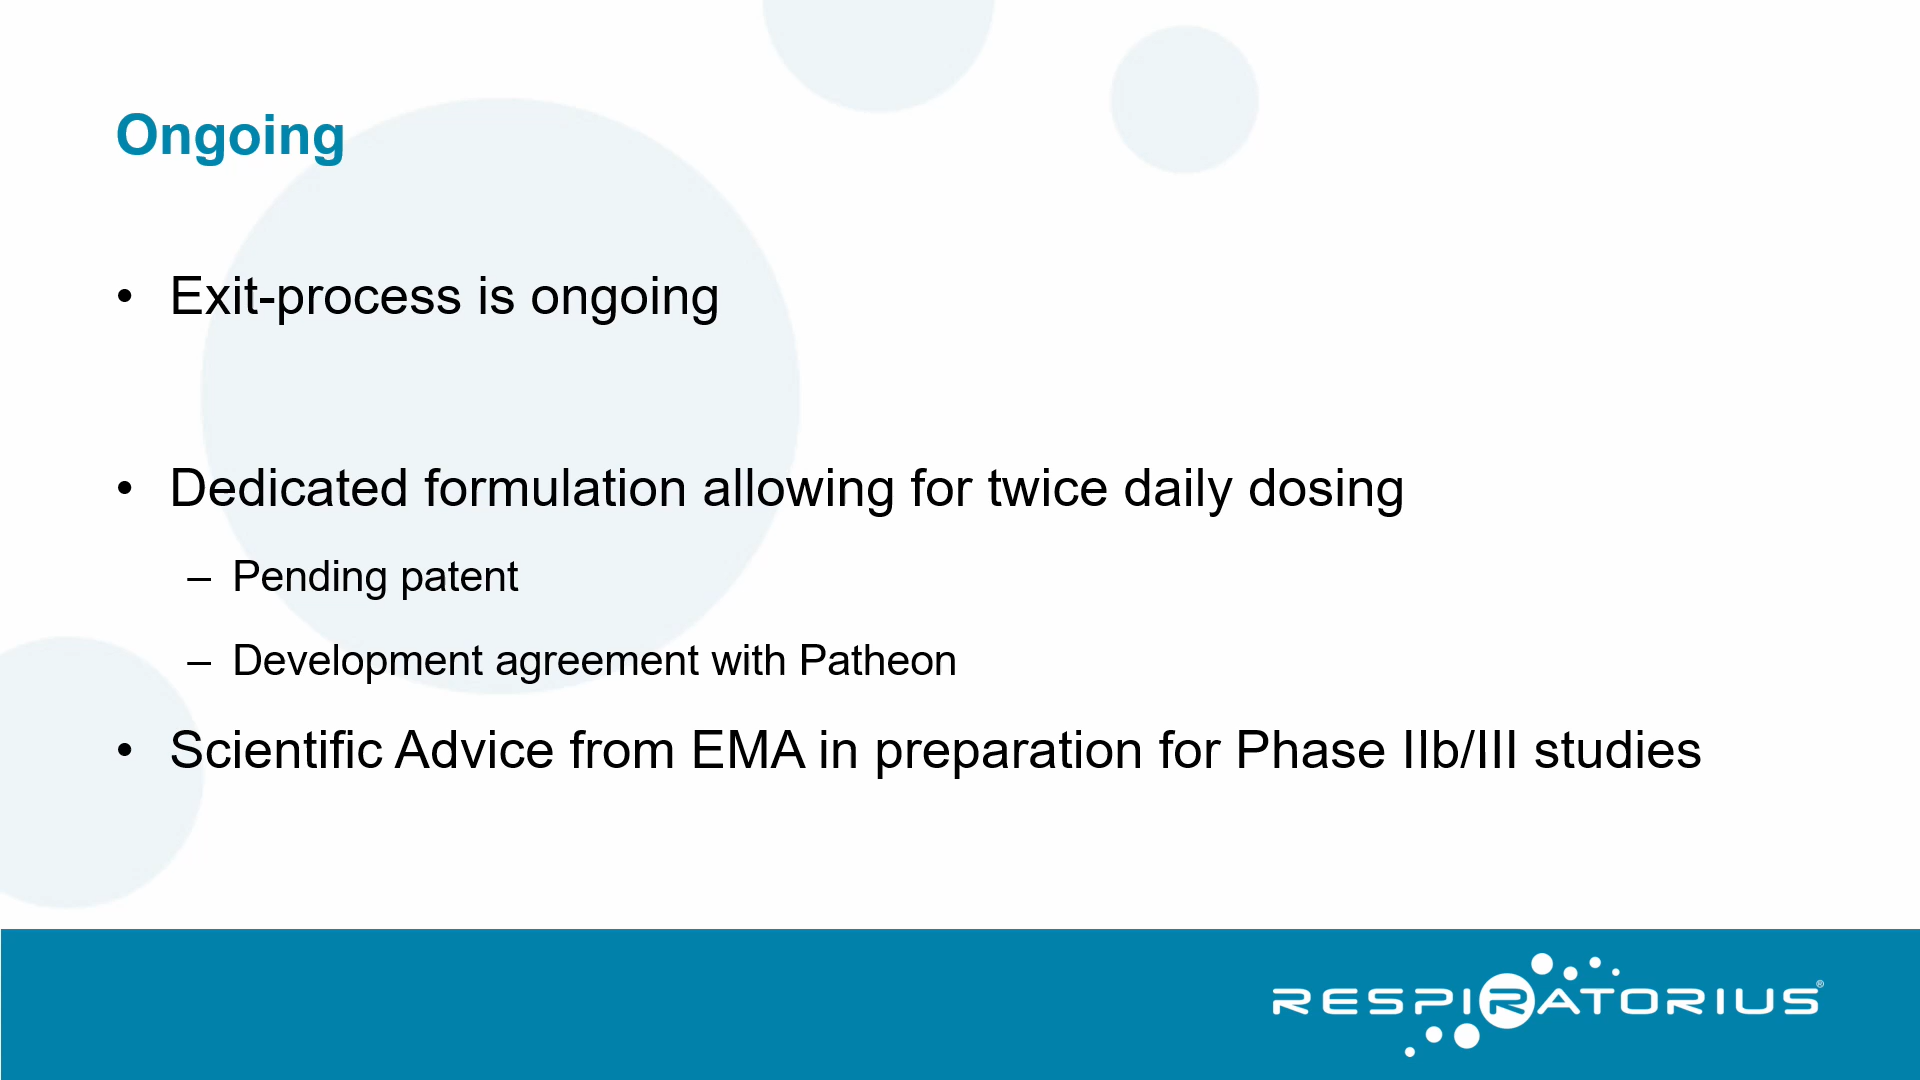 Ongoing
• Exit-process is ongoing
• Dedicated formulation allowing for twice daily dosing
– Pending patent
– Development agreement with Patheon
• Scientific Advice from EMA in preparation for Phase IIb/III studies
RESPIRATORIUS®